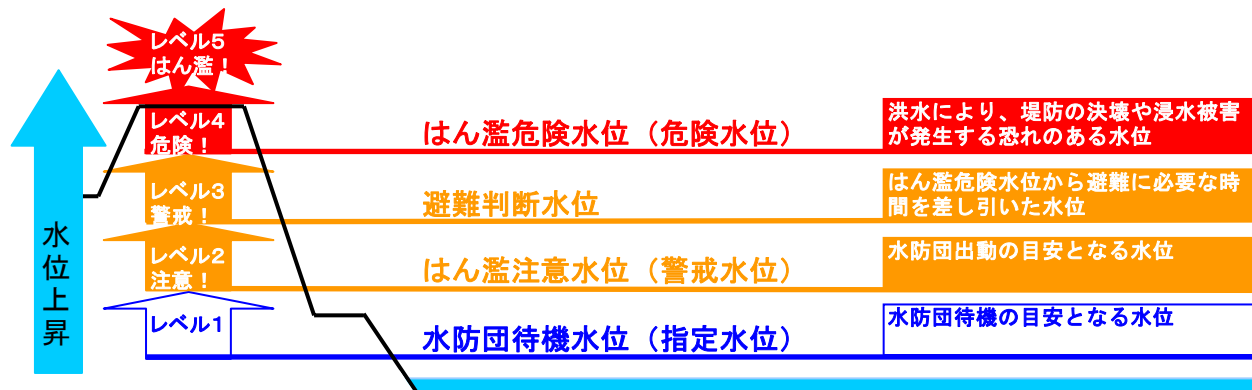 レベル5
はん濫！
レベル4
危険！
はん濫危険水位（危険水位）
洪水により、堤防の決壊や浸水被害
が発生する恐れのある水位
レベル3
警戒！
避難判断水位
はん濫危険水位から避難に必要な時
間を差し引いた水位
レベル2
注意！
はん濫注意水位（警戒水位）
水防団出動の目安となる水位
レベル1
水防団待機水位（指定水位）
水防団待機の目安となる水位
水位上昇